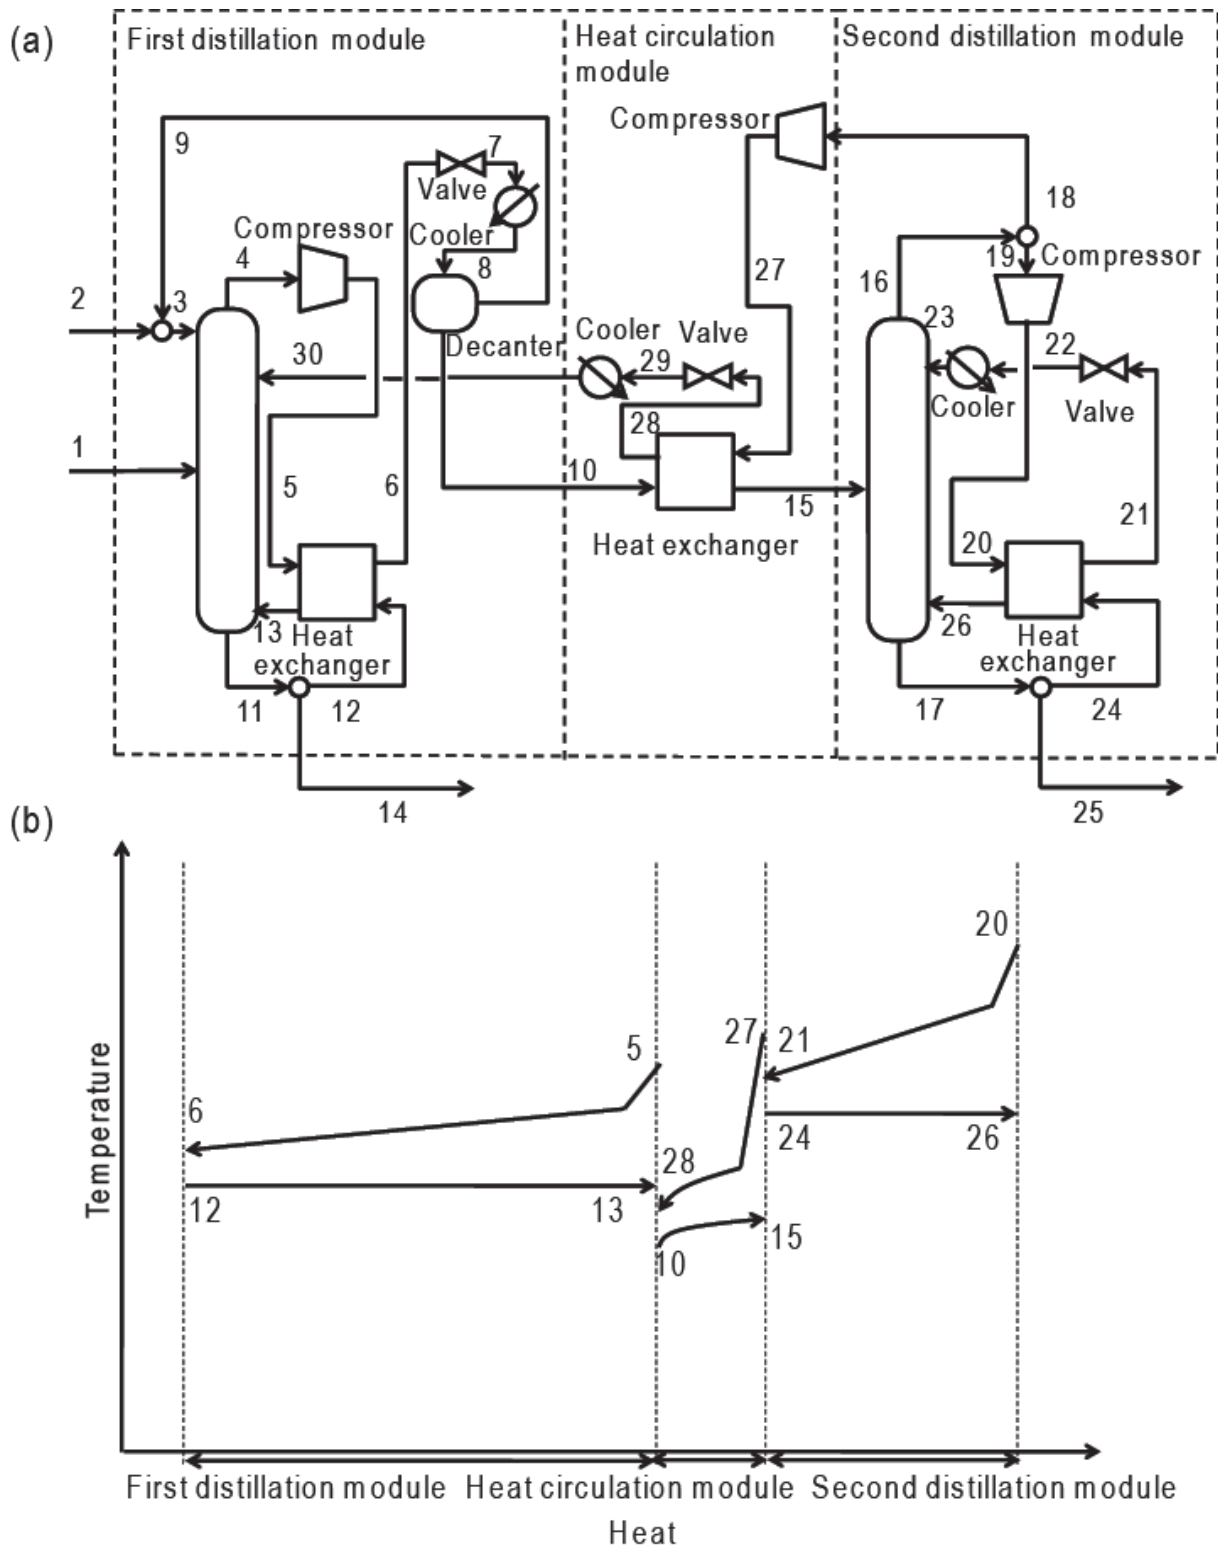 (a)
First distillation module
Heat circulation
module
Second distillation module
Compressor
9
7
Valve
18
Compressor
4
Cooler
8
27
16
19
Compressor
2
3
Decanter
Cooler
Valve
23
22
30
29
Cooler
Valve
28
1
5
6
10
15
21
20
Heat exchanger
13
Heat
exchanger
26
Heat
exchanger
11
12
17
24
14
25
(b)
Temperature
20
27
21
5
6
24
26
28
12
13
15
10
First distillation module
Heat circulation module
Second distillation module
Heat